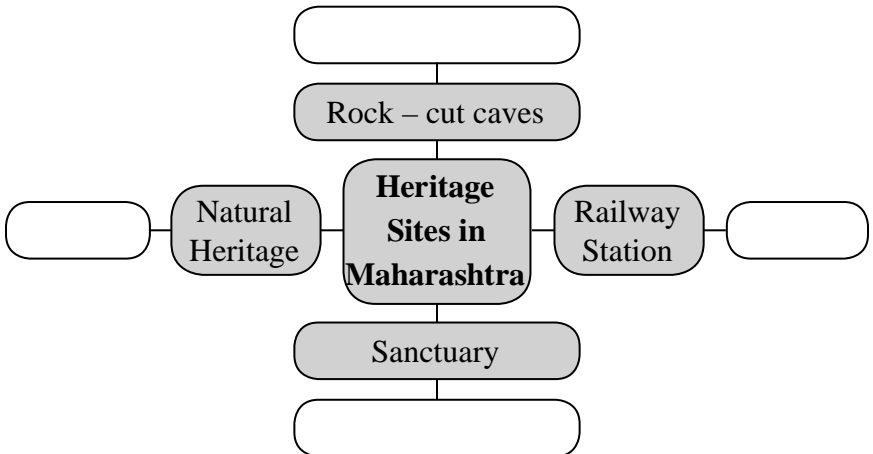 Rock – cut caves
Natural
Heritage
Heritage
Sites in
Maharashtra
Railway
Station
Sanctuary